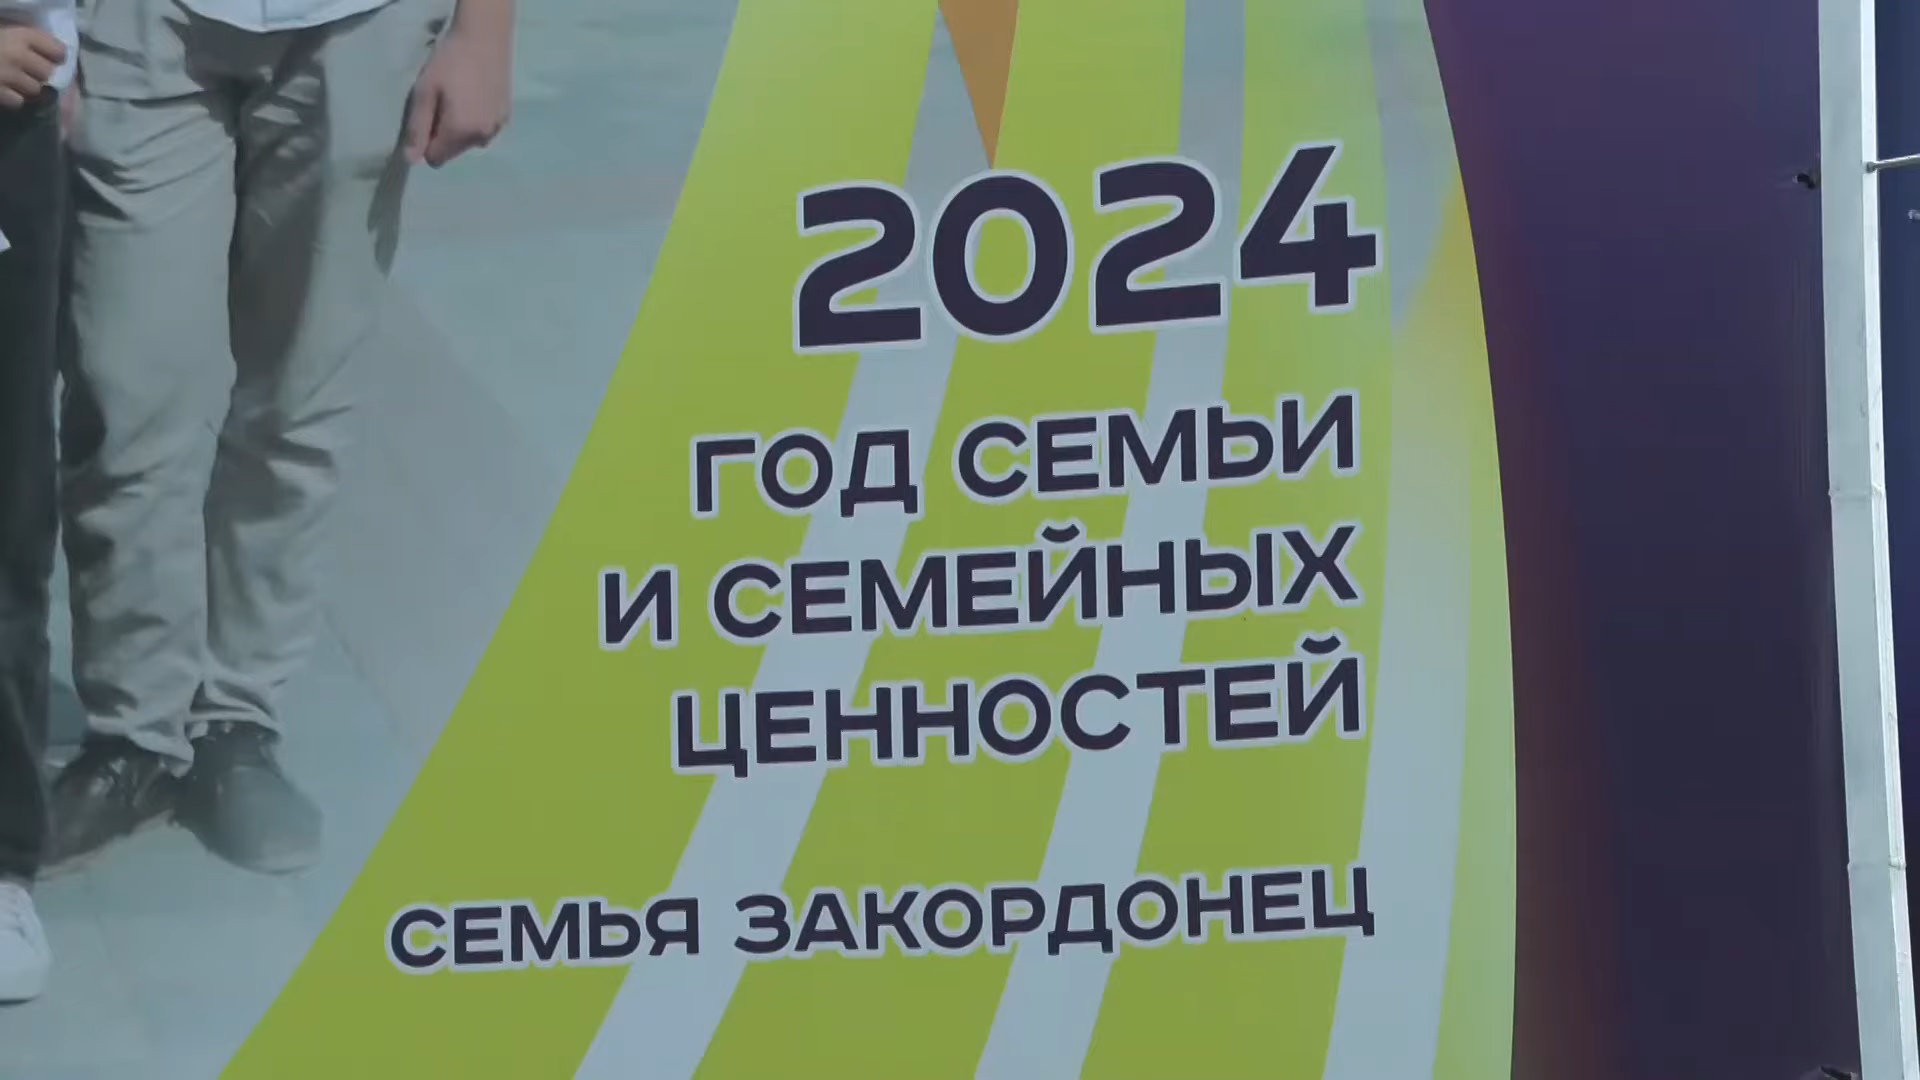 2024
ГОД СЕМЬИ
И СЕМЕЙНЫХ
ЦЕННОСТЕЙ
СЕМЬЯ ЗАКОРДОНЕЦ